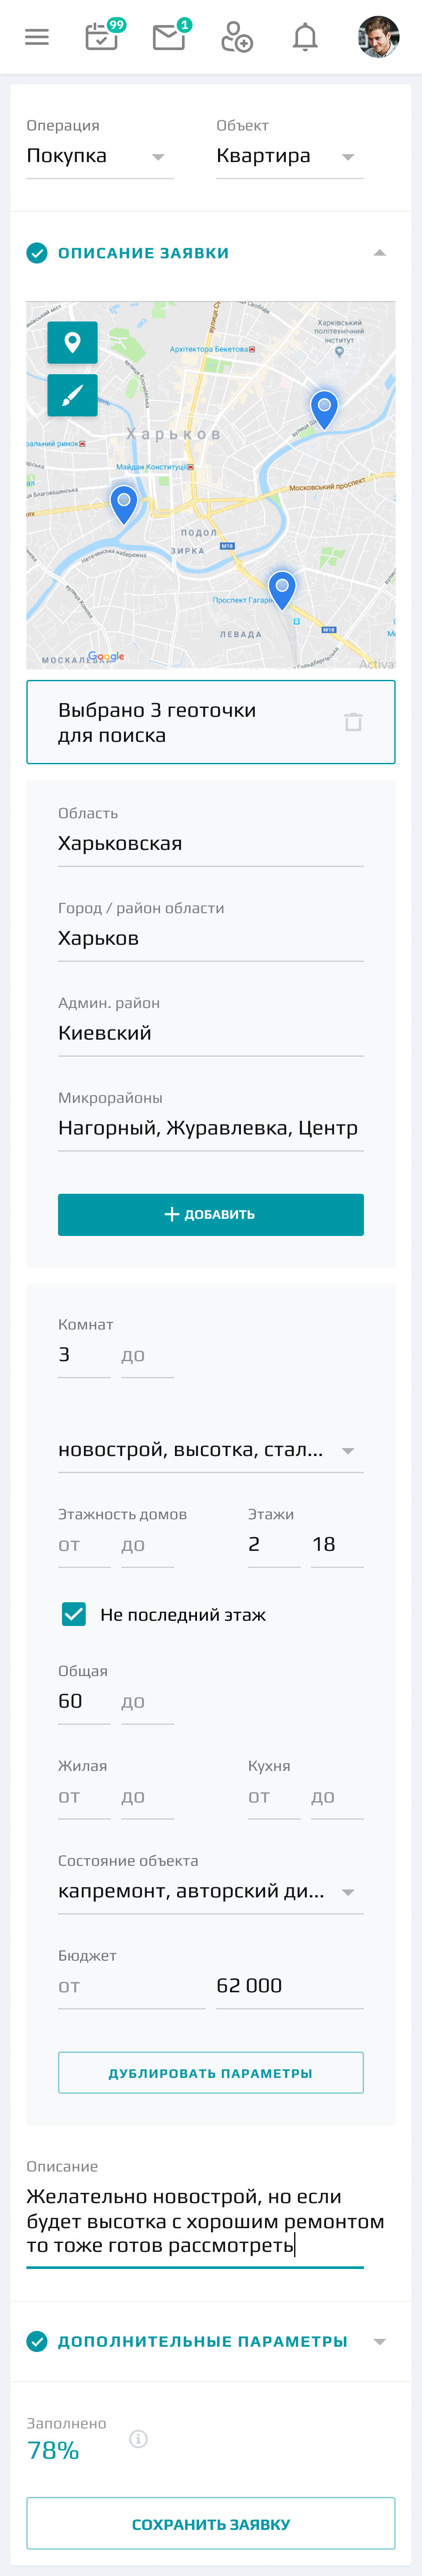 99
1
Операция
Объект
Покупка
Квартира
ОПИСАНИЕ ЗАЯВКИ
Харківський
політехнічний
інститут
Архітектора Бекетова
Харьков
Майдан Конституції
Московский проспект
ПОДОЛ
M18
ЗИРКА
ЛЕВАДА
M18
Google
Activa
Выбрано 3 геоточки
для поиска
Область
Харьковская
Город / район области
Харьков
Админ. район
Киевский
Микрорайоны
Нагорный, Журавлевка, Центр
ДОБАВИТЬ
Комнат
3
до
новострой, высотка, стал...
Этажность домов
Этажи
от
до
2
18
Не последний этаж
Общая
60
до
Жилая
Кухня
от
до
от
до
Состояние объекта
капремонт, авторский ди...
Бюджет
от
62 000
ДУБЛИРОВАТЬ ПАРАМЕТРЫ
Описание
Желательно новострой, но если
будет высотка с хорошим ремонтом
то тоже готов рассмотреть
ДОПОЛНИТЕЛЬНЫЕ ПАРАМЕТРЫ
Заполнено
78%
СОХРАНИТЬ ЗАЯВКУ